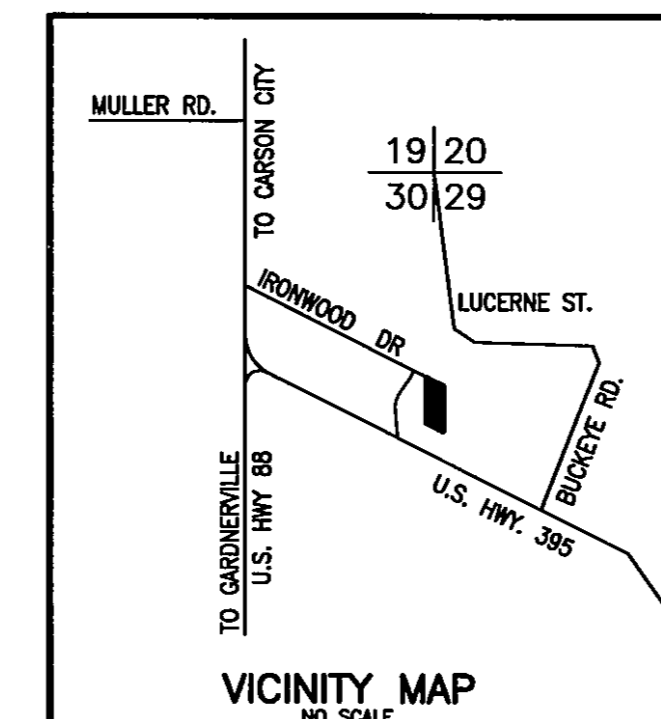 MULLER RD.
TO CARSON CITY
19 20
30 29
IRONWOOD DR
LUCERNE ST.
BUCKEYE RD.
U.S. HWY. 395
TO GARDNERVILLE
U.S. HWY 88
VICINITY MAP
NO SCALE